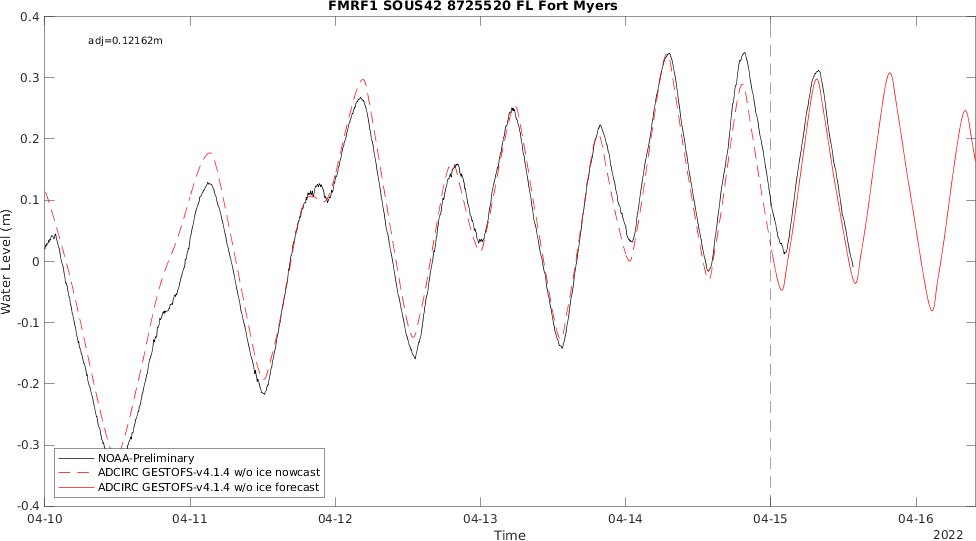 FMRF1 SOUS42 8725520 FL Fort Myers
adj=0.12162m
0.4
0.3
0.2
0.1
0
-0.1
-0.2
-0.3
-0.4
Water Level (m)
NOAA-Preliminary
ADCIRC GESTOFS-v4.1.4 w/o ice nowcast
ADCIRC GESTOFS-v4.1.4 w/o ice forecast
04-10 04-11 04-12 04-13 04-14 04-15 04-16
Time
2022